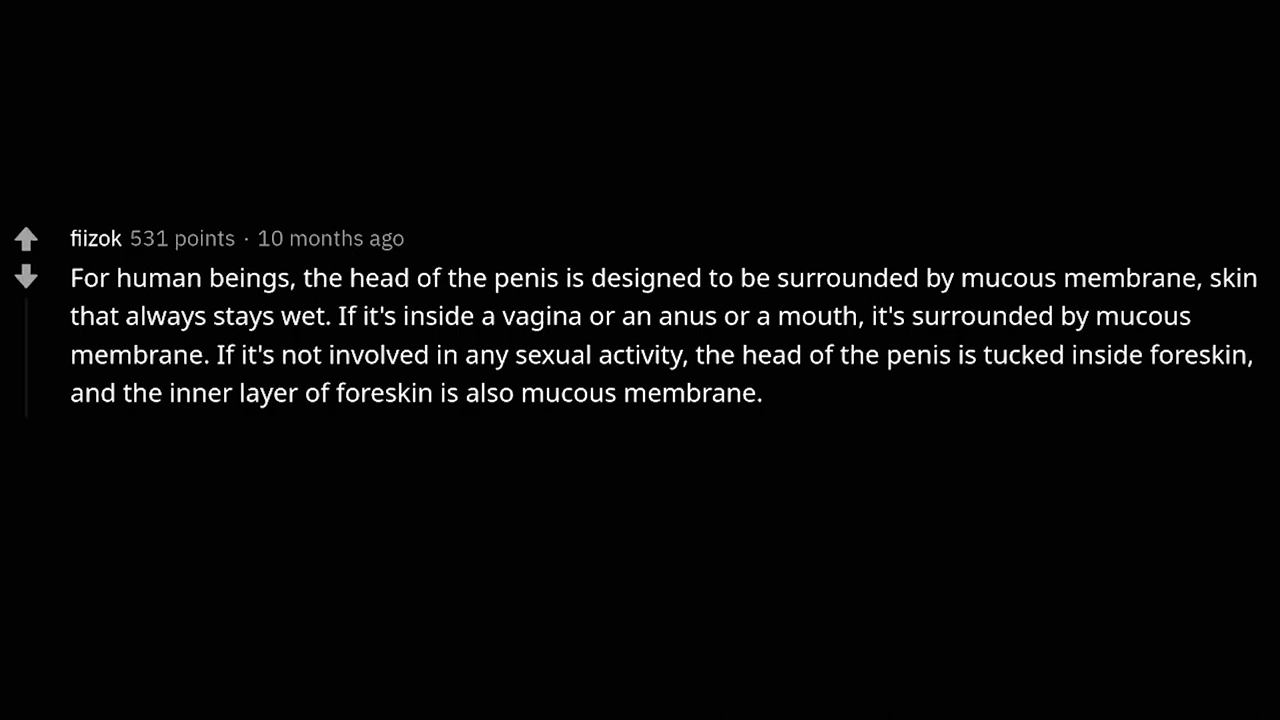 fiizok 531 points · 10 months ago
For human beings, the head of the penis is designed to be surrounded by mucous membrane, skin
that always stays wet. If it's inside a vagina or an anus or a mouth, it's surrounded by mucous
membrane. If it's not involved in any sexual activity, the head of the penis is tucked inside foreskin,
and the inner layer of foreskin is also mucous membrane.